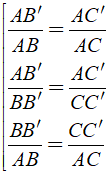 AB'/AB = AC'/AC
AB'/BB' = AC'/CC'
BB'/AB = CC'/AC